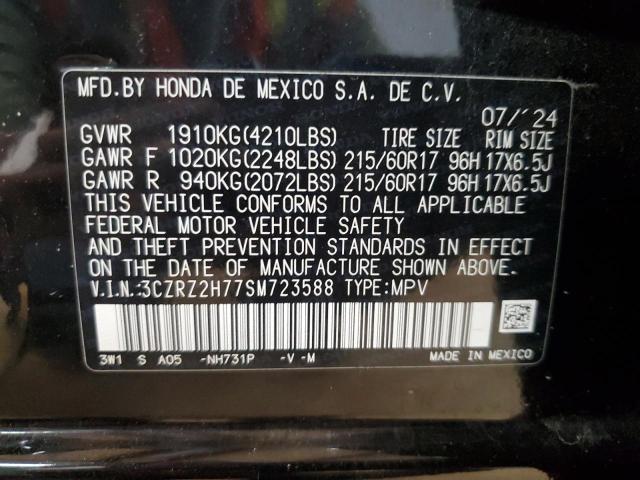 MFD.BY HONDA DE MEXICO S.A. DE C.V.
07/'24
GVWR 1910KG(4210LBS) TIRE SIZE RIM SIZE
GAWR F 1020KG(2248LBS) 215/60R17 96H 17X6.5J
GAWR R 940KG(2072LBS) 215/60R17 96H 17X6.5J
THIS VEHICLE CONFORMS TO ALL APPLICABLE
FEDERAL MOTOR VEHICLE SAFETY
AND THEFT PREVENTION STANDARDS IN EFFECT
ON THE DATE OF MANUFACTURE SHOWN ABOVE.
V.I.N.:3CZRZ2H77SM723588 TYPE:MPV
3W1 S A05 -NH731P -V -M MADE IN MEXICO